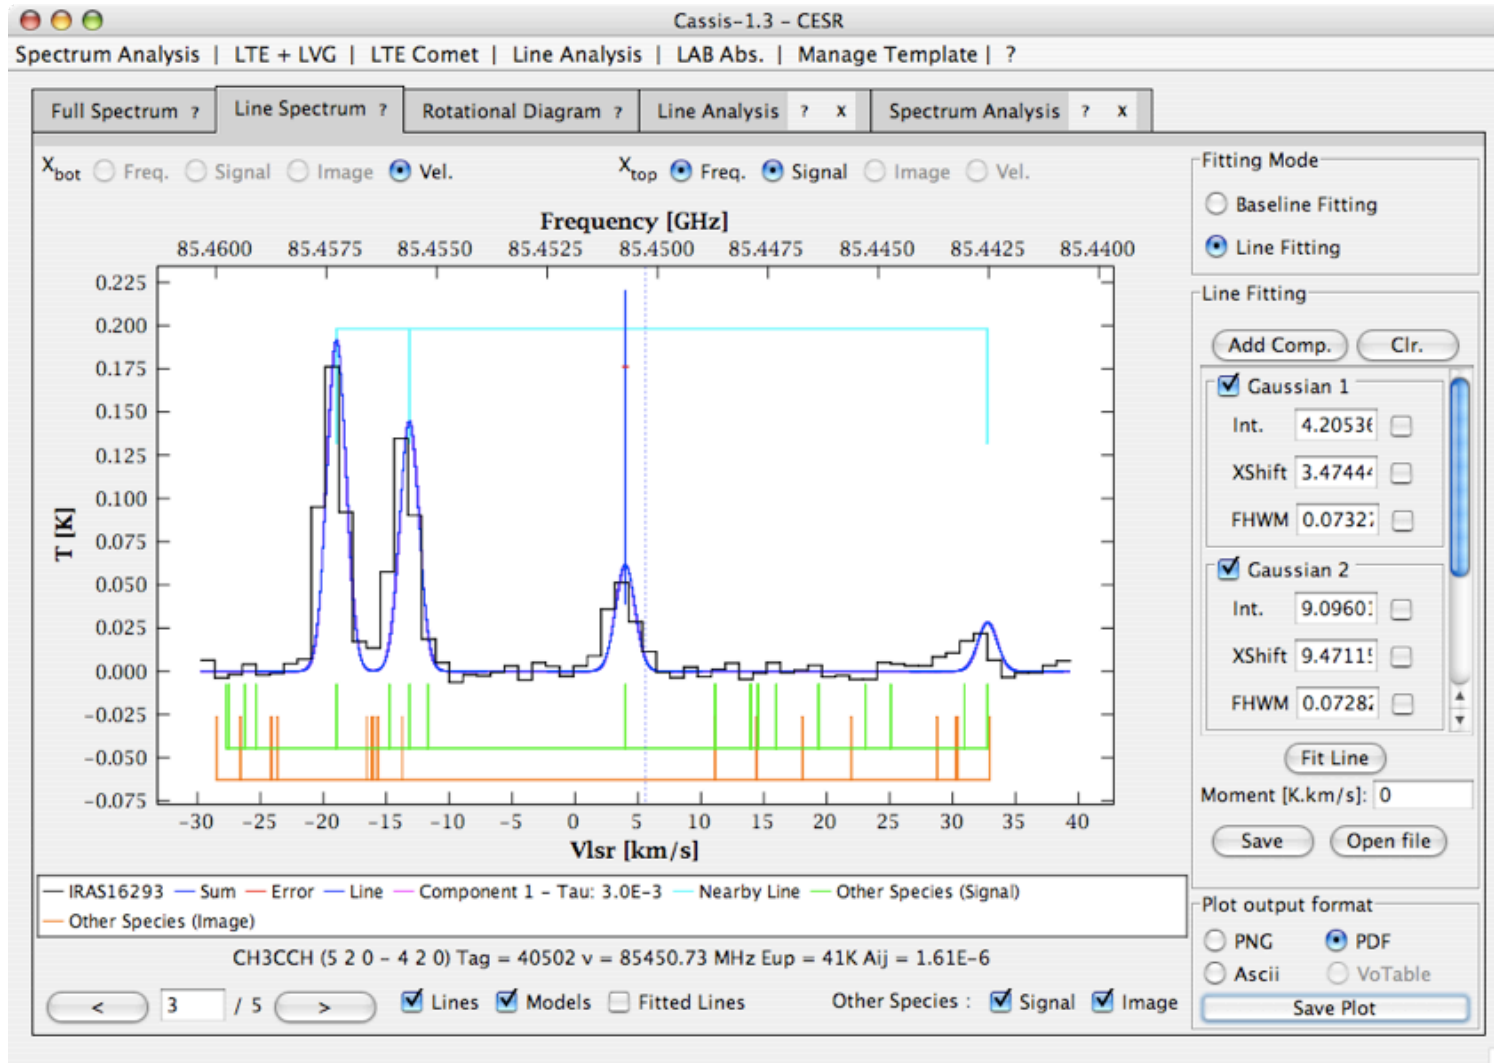 Cassis-1.3 - CESR
Spectrum Analysis | LTE + LVG | LTE Comet | Line Analysis | LAB Abs. | Manage Template | ?
Full Spectrum ? Line Spectrum ? Rotational Diagram ? Line Analysis ? X Spectrum Analysis ? X
Xbot Freq. Signal Image Vel. Xtop Freq. Signal Image Vel.
Frequency [GHz]
85.4600 85.4575 85.4550 85.4525 85.4500 85.4475 85.4450 85.4425 85.4400
0.225
0.200
0.175
0.150
0.125
0.100
0.075
0.050
0.025
0.000
-0.025
-0.050
-0.075
T [K]
-30 -25 -20 -15 -10 -5 0 5 10 15 20 25 30 35 40
Vlsr [km/s]
IRAS16293 Sum Error Line Component 1 - Tau: 3.0E-3 Nearby Line Other Species (Signal)
Other Species (Image)
CH3CCH (5 2 0 - 4 2 0) Tag = 40502 ν = 85450.73 MHz Eup = 41K Aij = 1.61E-6
< 3 / 5 > Lines Models Fitted Lines Other Species : Signal Image
Fitting Mode
Baseline Fitting
Line Fitting
Line Fitting
Add Comp. Clr.
Gaussian 1
Int. 4.20536
XShift 3.47444
FHWM 0.07327
Gaussian 2
Int. 9.0960
XShift 9.4711
FHWM 0.07282
Fit Line
Moment [K.km/s]: 0
Save Open file
Plot output format
PNG PDF
Ascii VoTable
Save Plot